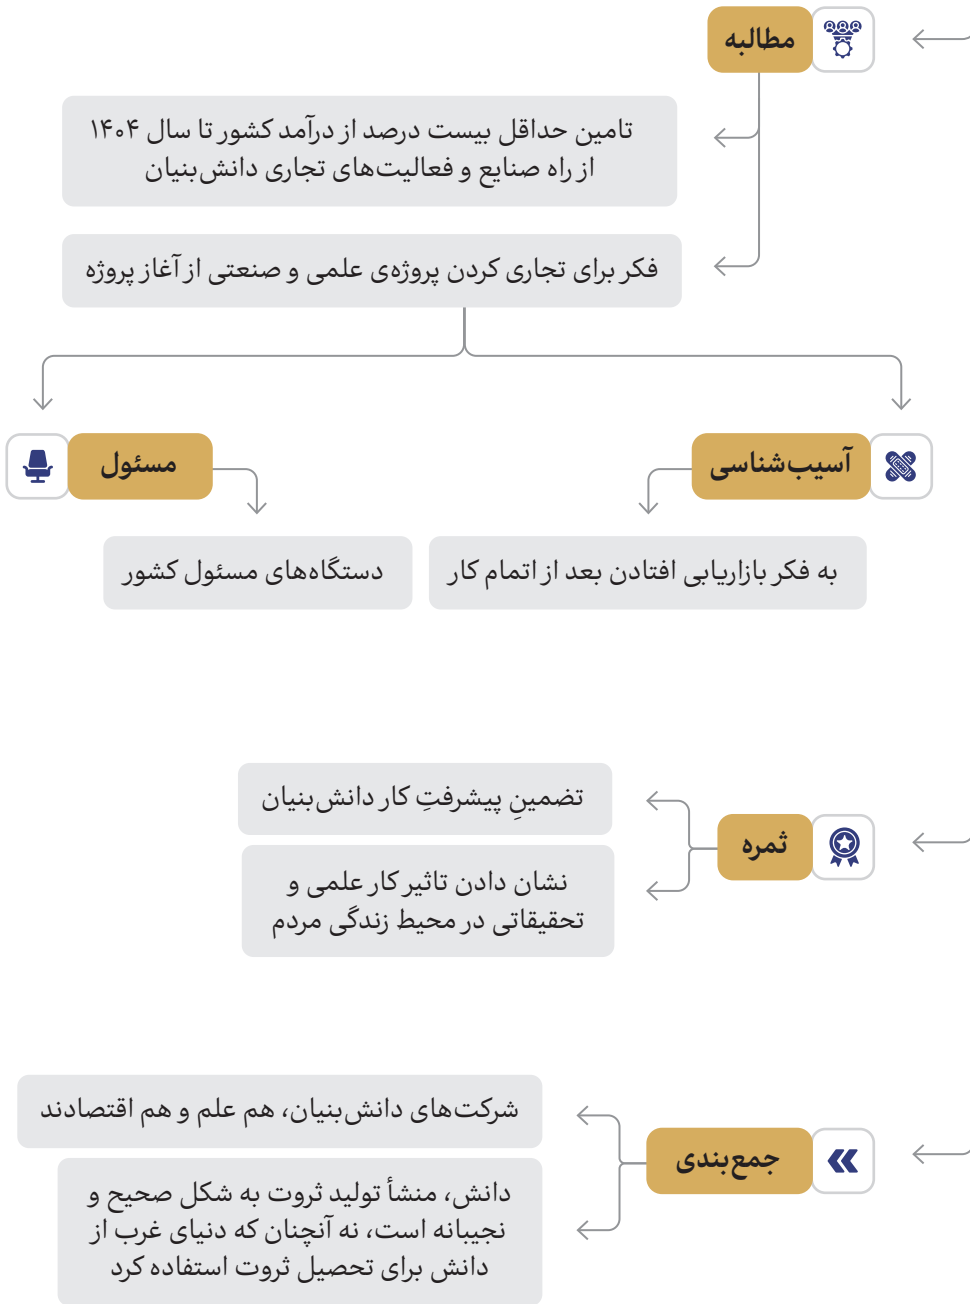 مطالبه
تامین حداقل بیست درصد از درآمد کشور تا سال ۱۴۰۴
از راه صنایع و فعالیت‌های تجاری دانش‌بنیان
فکر برای تجاری کردن پروژه‌ی علمی و صنعتی از آغاز پروژه
آسیب‌شناسی
به فکر بازاریابی افتادن بعد از اتمام کار
مسئول
دستگاه‌های مسئول کشور
ثمره
تضمینِ پیشرفتِ کار دانش‌بنیان
نشان دادن تاثیر کار علمی و
تحقیقاتی در محیط زندگی مردم
جمع‌بندی
شرکت‌های دانش‌بنیان، هم علم و هم اقتصادند
دانش، منشأ تولید ثروت به شکل صحیح و
نجیبانه است، نه آنچنان که دنیای غرب از
دانش برای تحصیل ثروت استفاده کرد